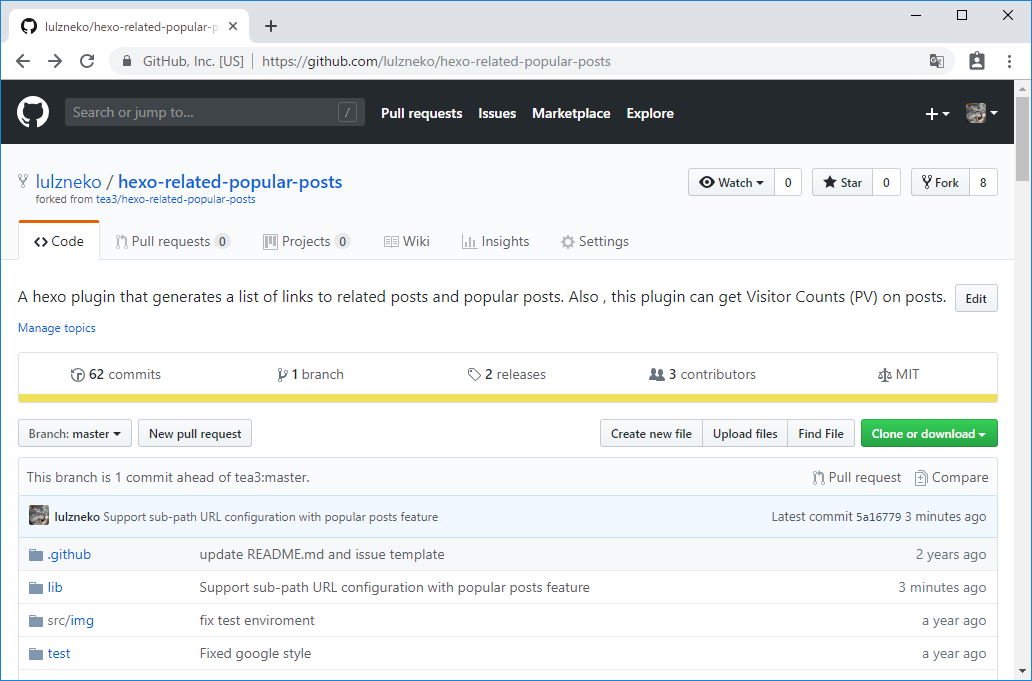 lulzneko/hexo-related-popular-p
GitHub, Inc. [US] | https://github.com/lulzneko/hexo-related-popular-posts
Search or jump to... / Pull requests Issues Marketplace Explore
lulzneko / hexo-related-popular-posts Watch 0 Star 0 Fork 8
forked from tea3/hexo-related-popular-posts
Code Pull requests 0 Projects 0 Wiki Insights Settings
A hexo plugin that generates a list of links to related posts and popular posts. Also , this plugin can get Visitor Counts (PV) on posts. Edit
Manage topics
62 commits 1 branch 2 releases 3 contributors MIT
Branch: master New pull request Create new file Upload files Find File Clone or download
This branch is 1 commit ahead of tea3:master. Pull request Compare
lulzneko Support sub-path URL configuration with popular posts feature Latest commit 5a16779 3 minutes ago
.github update README.md and issue template 2 years ago
lib Support sub-path URL configuration with popular posts feature 3 minutes ago
src/img fix test enviroment a year ago
test Fixed google style a year ago